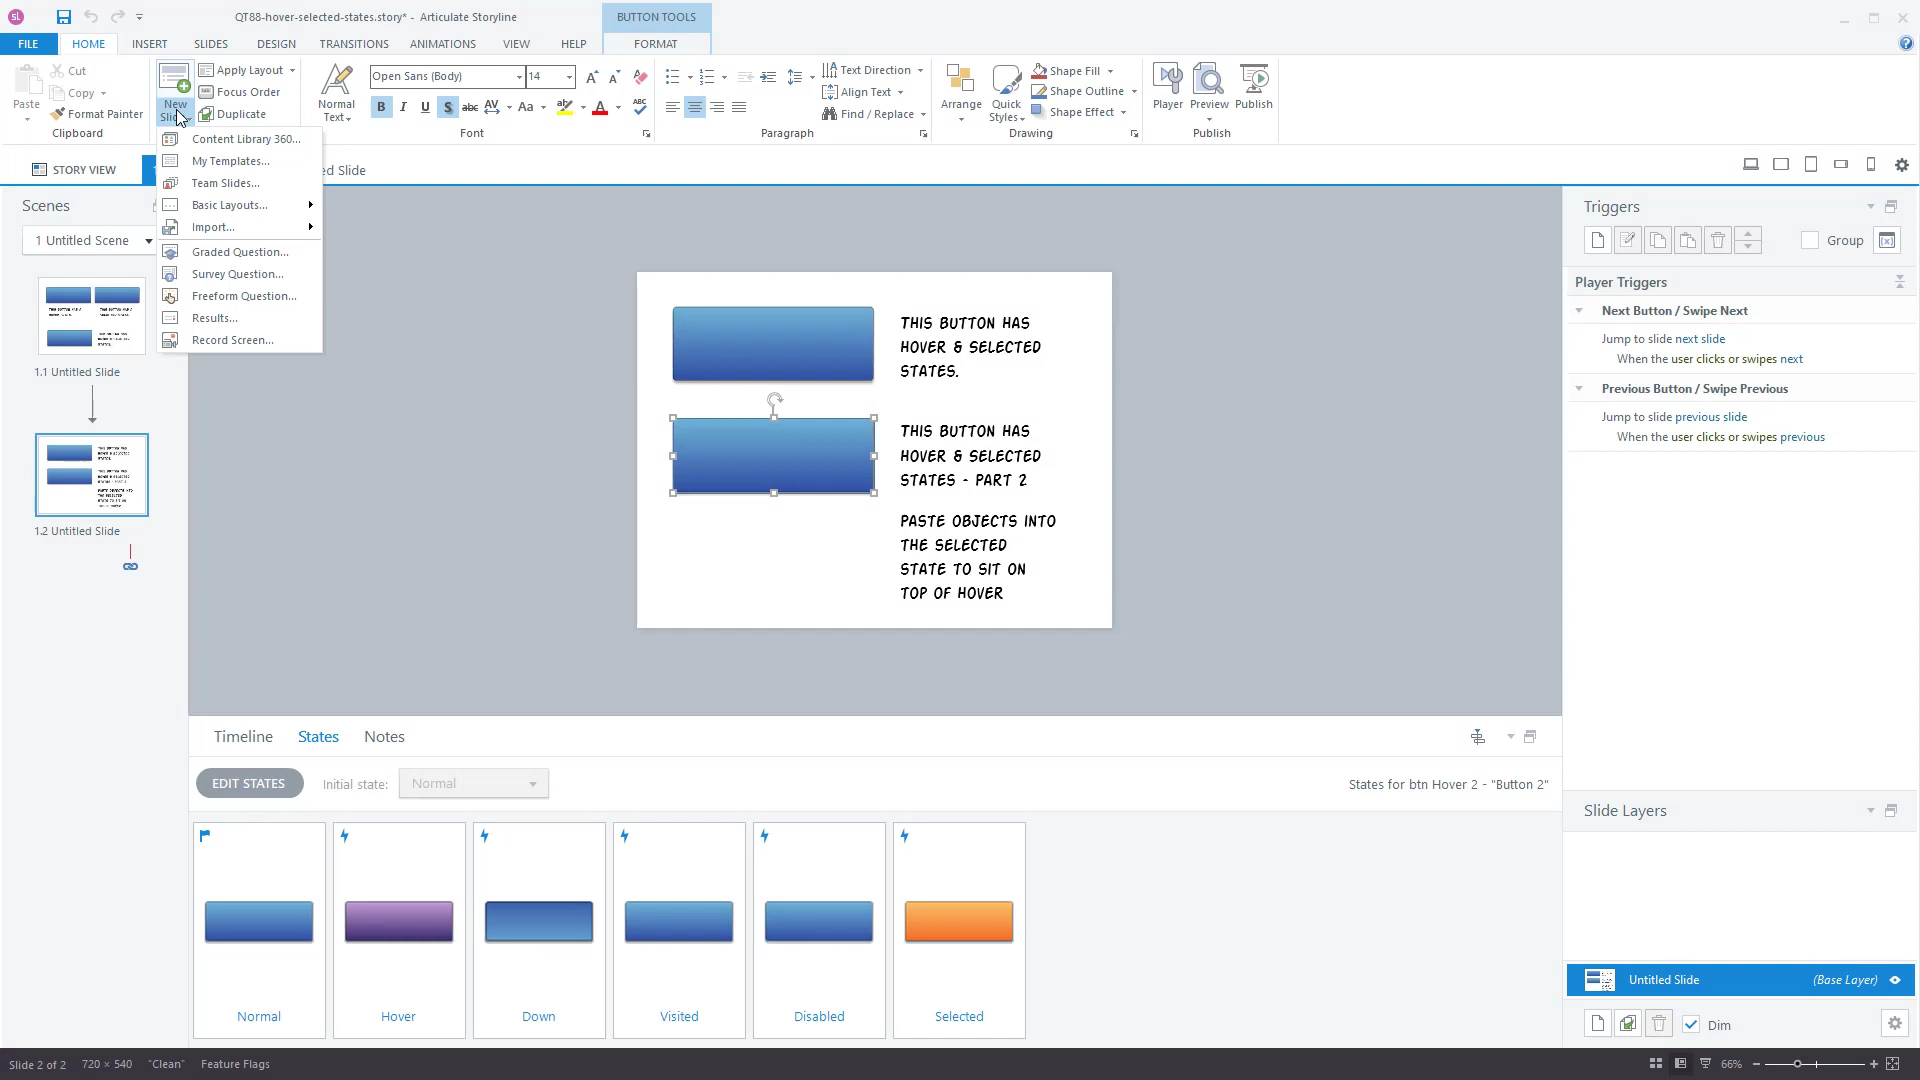 QT88-hover-selected-states.story* - Articulate Storyline
BUTTON TOOLS
FILE
HOME
INSERT
SLIDES
DESIGN
TRANSITIONS
ANIMATIONS
VIEW
HELP
FORMAT
Paste
Cut
Copy
Format Painter
Clipboard
New
Apply Layout
Focus Order
Duplicate
Normal
Text
Open Sans (Body)
14
Font
Text Direction
Align Text
Find / Replace
Paragraph
Arrange
Quick
Styles
Shape Fill
Shape Outline
Shape Effect
Drawing
Player
Preview
Publish
Publish
STORY VIEW
ed Slide
Content Library 360...
My Templates...
Team Slides...
Basic Layouts...
Import...
Graded Question...
Survey Question...
Freeform Question...
Results...
Record Screen...
Scenes
1 Untitled Scene
1.1 Untitled Slide
1.2 Untitled Slide
THIS BUTTON HAS
HOVER & SELECTED
STATES.
THIS BUTTON HAS
HOVER & SELECTED
STATES - PART 2
PASTE OBJECTS INTO
THE SELECTED
STATE TO SIT ON
TOP OF HOVER
Triggers
Group
Player Triggers
Next Button / Swipe Next
Jump to slide next slide
When the user clicks or swipes next
Previous Button / Swipe Previous
Jump to slide previous slide
When the user clicks or swipes previous
Timeline
States
Notes
EDIT STATES
Initial state:
Normal
States for btn Hover 2 - "Button 2"
Normal
Hover
Down
Visited
Disabled
Selected
Slide Layers
Untitled Slide
(Base Layer)
Dim
Slide 2 of 2
720 × 540
"Clean"
Feature Flags
66%